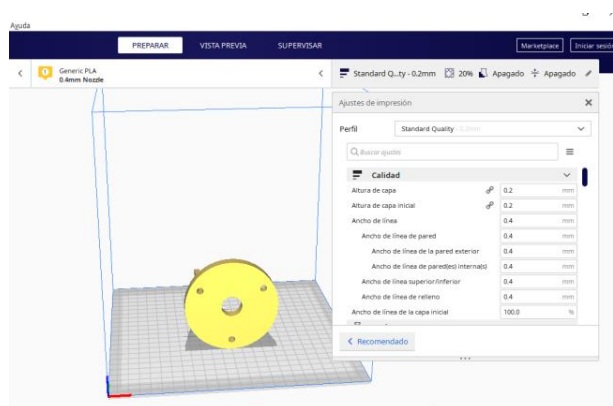 Ayuda
PREPARAR VISTA PREVIA SUPERVISAR Marketplace Iniciar sesión
Generic PLA
0.4mm Nozzle
Standard Q...ty - 0.2mm 20% Apagado Apagado
Ajustes de impresión
Perfil Standard Quality - 0.2mm
Buscar ajustes
Calidad
Altura de capa 0.2 mm
Altura de capa inicial 0.2 mm
Ancho de línea 0.4 mm
Ancho de línea de pared 0.4 mm
Ancho de línea de la pared exterior 0.4 mm
Ancho de línea de pared(es) interna(s) 0.4 mm
Ancho de línea superior/inferior 0.4 mm
Ancho de línea de relleno 0.4 mm
Ancho de línea de la capa inicial 100.0 %
Recomendado